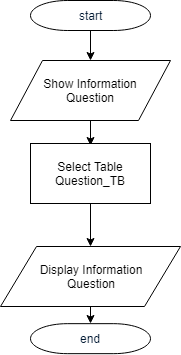 start
Show Information
Question
Select Table
Question_TB
Display Information
Question
end